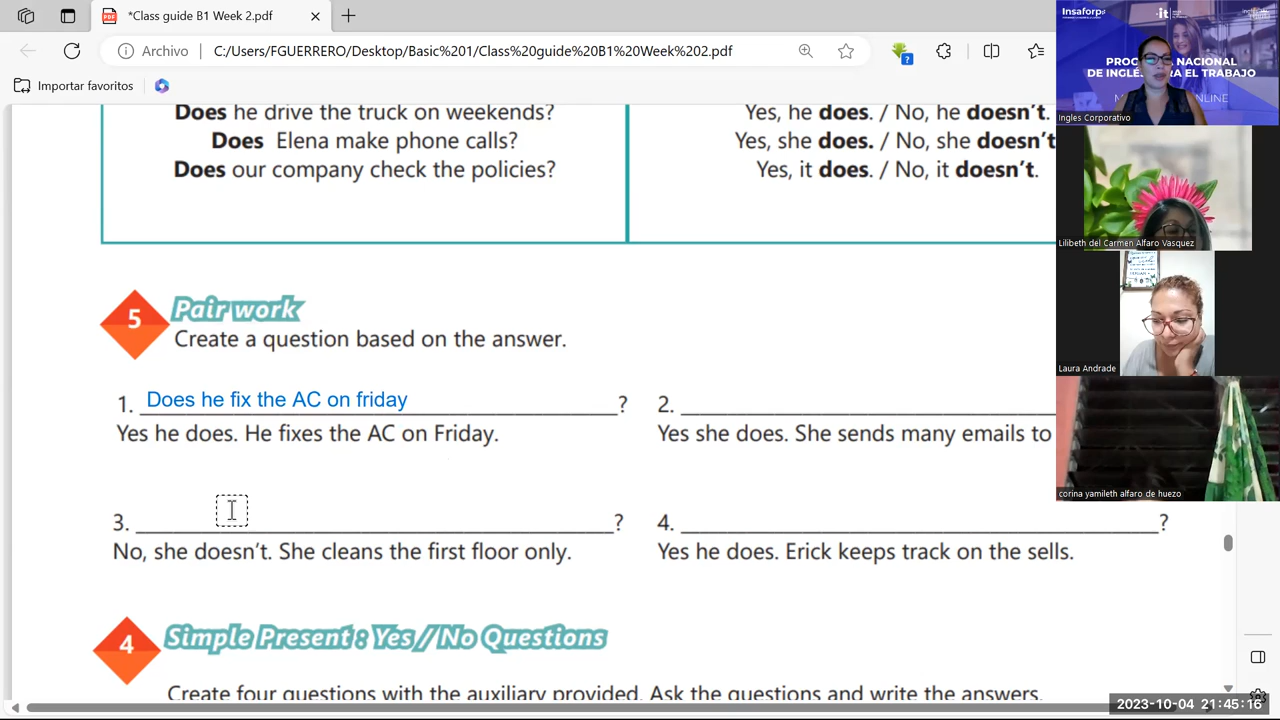 *Class guide B1 Week 2.pdf
Archivo
C:/Users/FGUERRERO/Desktop/Basic%201/Class%20guide%20B1%20Week%202.pdf
Importar favoritos
Does he drive the truck on weekends?
Does Elena make phone calls?
Does our company check the policies?
Yes, he does. / No, he doesn't.
Yes, she does. / No, she doesn't
Yes, it does. / No, it doesn't.
5
Pair work
Create a question based on the answer.
1. Does he fix the AC on friday ?
Yes he does. He fixes the AC on Friday.
2.
Yes she does. She sends many emails to
3. ?
No, she doesn't. She cleans the first floor only.
4. ?
Yes he does. Erick keeps track on the sells.
4
Simple Present : Yes//No Questions
Create four questions with the auxiliary provided. Ask the questions and write the answers.
Insaforp
it
NACIONAL
DE INGLÉ
RA EL TRABAJO
NLINE
Ingles Corporativo
Lilibeth del Carmen Alfaro Vasquez
Laura Andrade
corina yamileth alfaro de huezo
2023-10-04 21:45:16